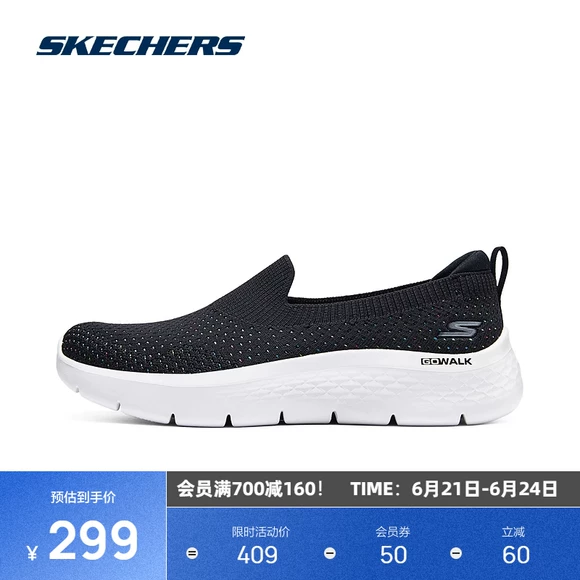 SKECHERS
S
GOWALK
预估到手价
¥ 299
会员满700减160! TIME: 6月21日-6月24日
限时活动价 会员券 立减
= 409 - 50 - 60